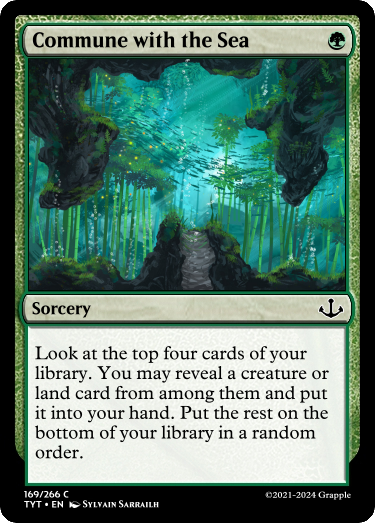 Commune with the Sea
Sorcery
Look at the top four cards of your
library. You may reveal a creature or
land card from among them and put
it into your hand. Put the rest on the
bottom of your library in a random
order.
169/266 C
TYT • EN Sylvain Sarrailh
©2021-2024 Grapple